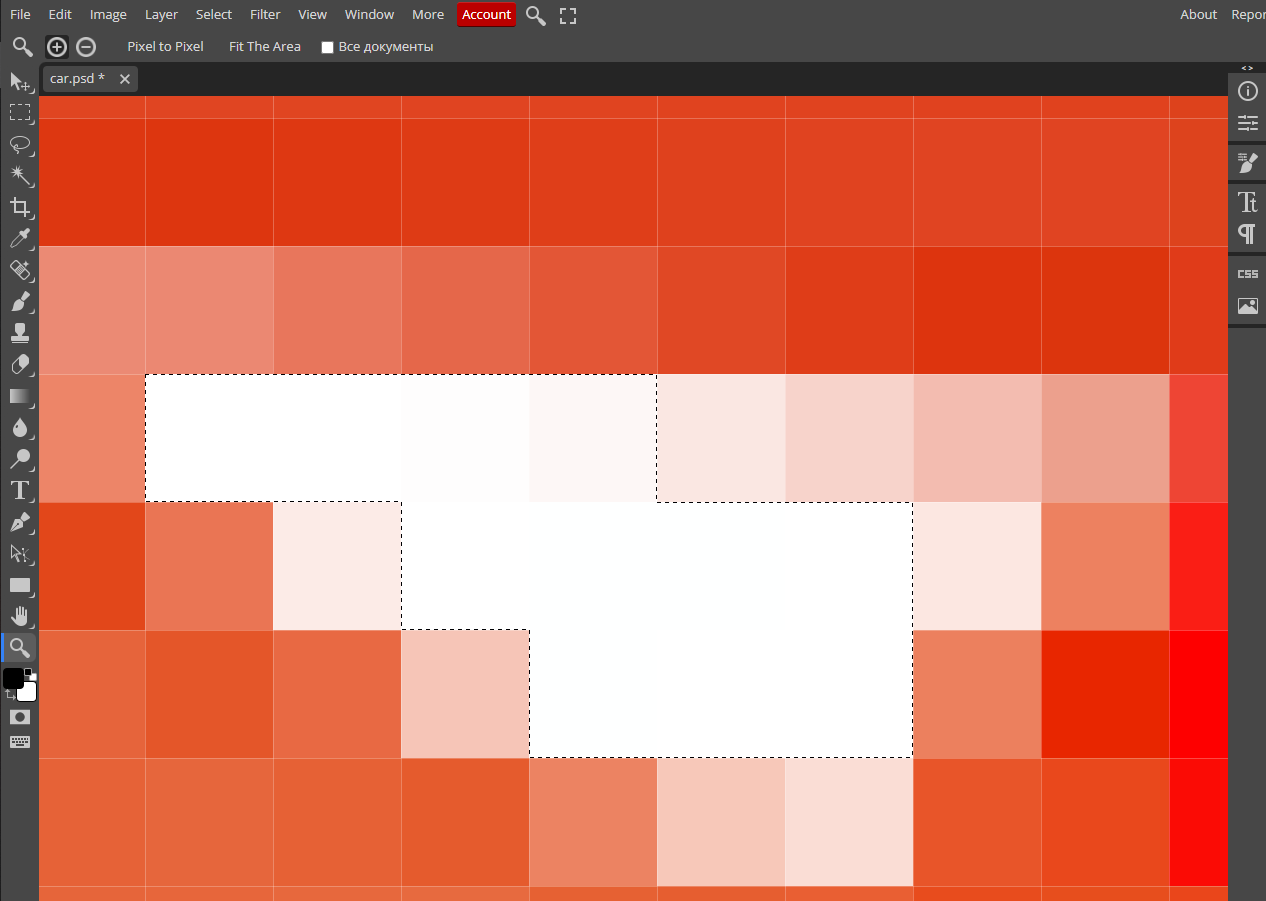 File Edit Image Layer Select Filter View Window More Account About Repor
Pixel to Pixel Fit The Area Все документы
car.psd *
CSS